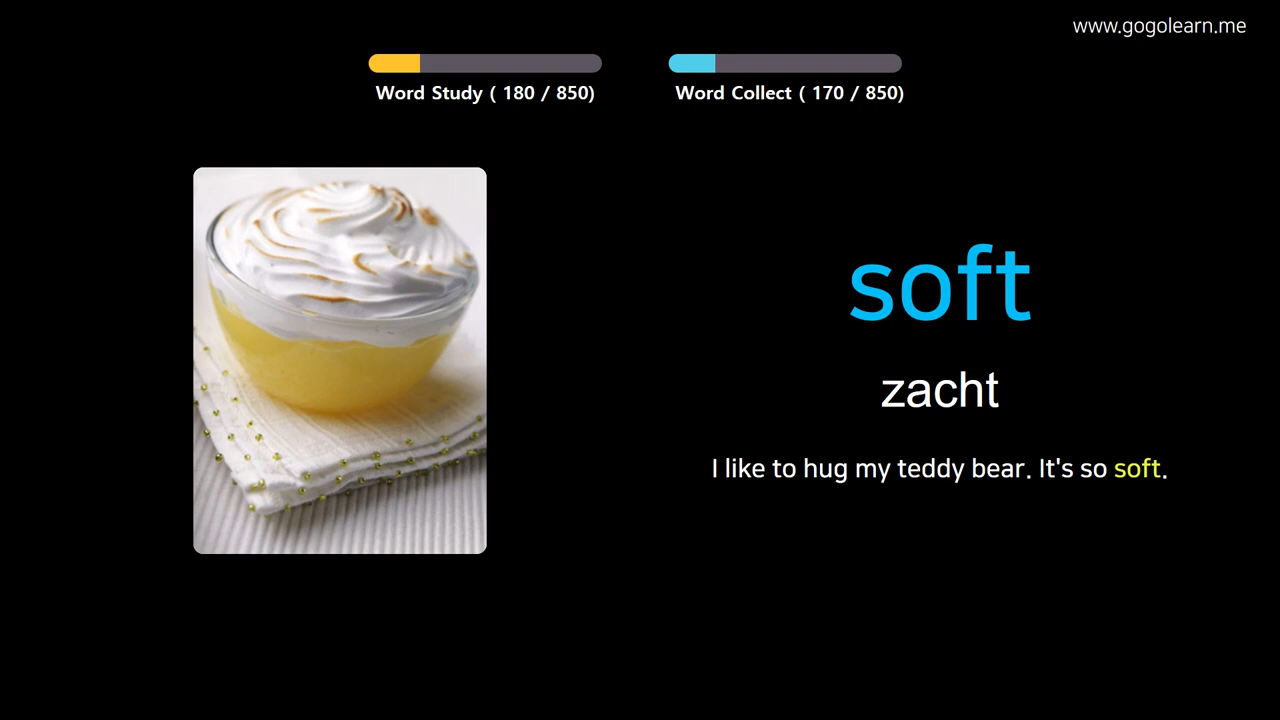 www.gogolearn.me
Word Study ( 180 / 850)
Word Collect ( 170 / 850)
soft
zacht
I like to hug my teddy bear. It's so soft.